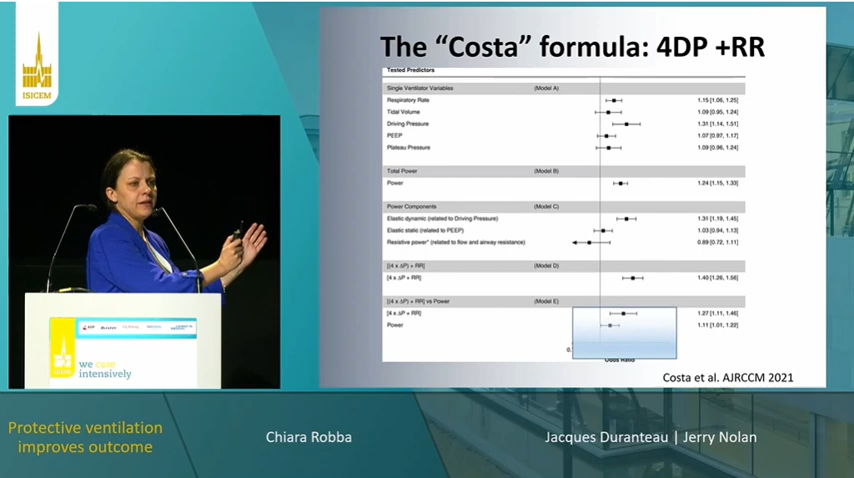 ISICEM
The "Costa" formula: 4DP +RR
Tested Predictors
Single Ventilator Variables (Model A)
Respiratory Rate 1.15 [1.06, 1.25]
Tidal Volume 1.09 [0.95, 1.24]
Driving Pressure 1.31 [1.14, 1.51]
PEEP 1.07 [0.97, 1.17]
Plateau Pressure 1.09 [0.96, 1.24]
Total Power (Model B)
Power 1.24 [1.15, 1.33]
Power Components (Model C)
Elastic dynamic (related to Driving Pressure) 1.31 [1.19, 1.45]
Elastic static (related to PEEP) 1.03 [0.94, 1.13]
Resistive power* (related to flow and airway resistance) 0.89 [0.72, 1.11]
[(4 x ΔP) + RR] (Model D)
[4 x ΔP) + RR] 1.40 [1.26, 1.56]
[(4 x ΔP) + RR] vs Power (Model E)
[4 x ΔP) + RR] 1.27 [1.11, 1.46]
Power 1.11 [1.01, 1.22]
Odds Ratio
Costa et al. AJRCCM 2021
we care
intensively
Protective ventilation
improves outcome
Chiara Robba
Jacques Duranteau | Jerry Nolan